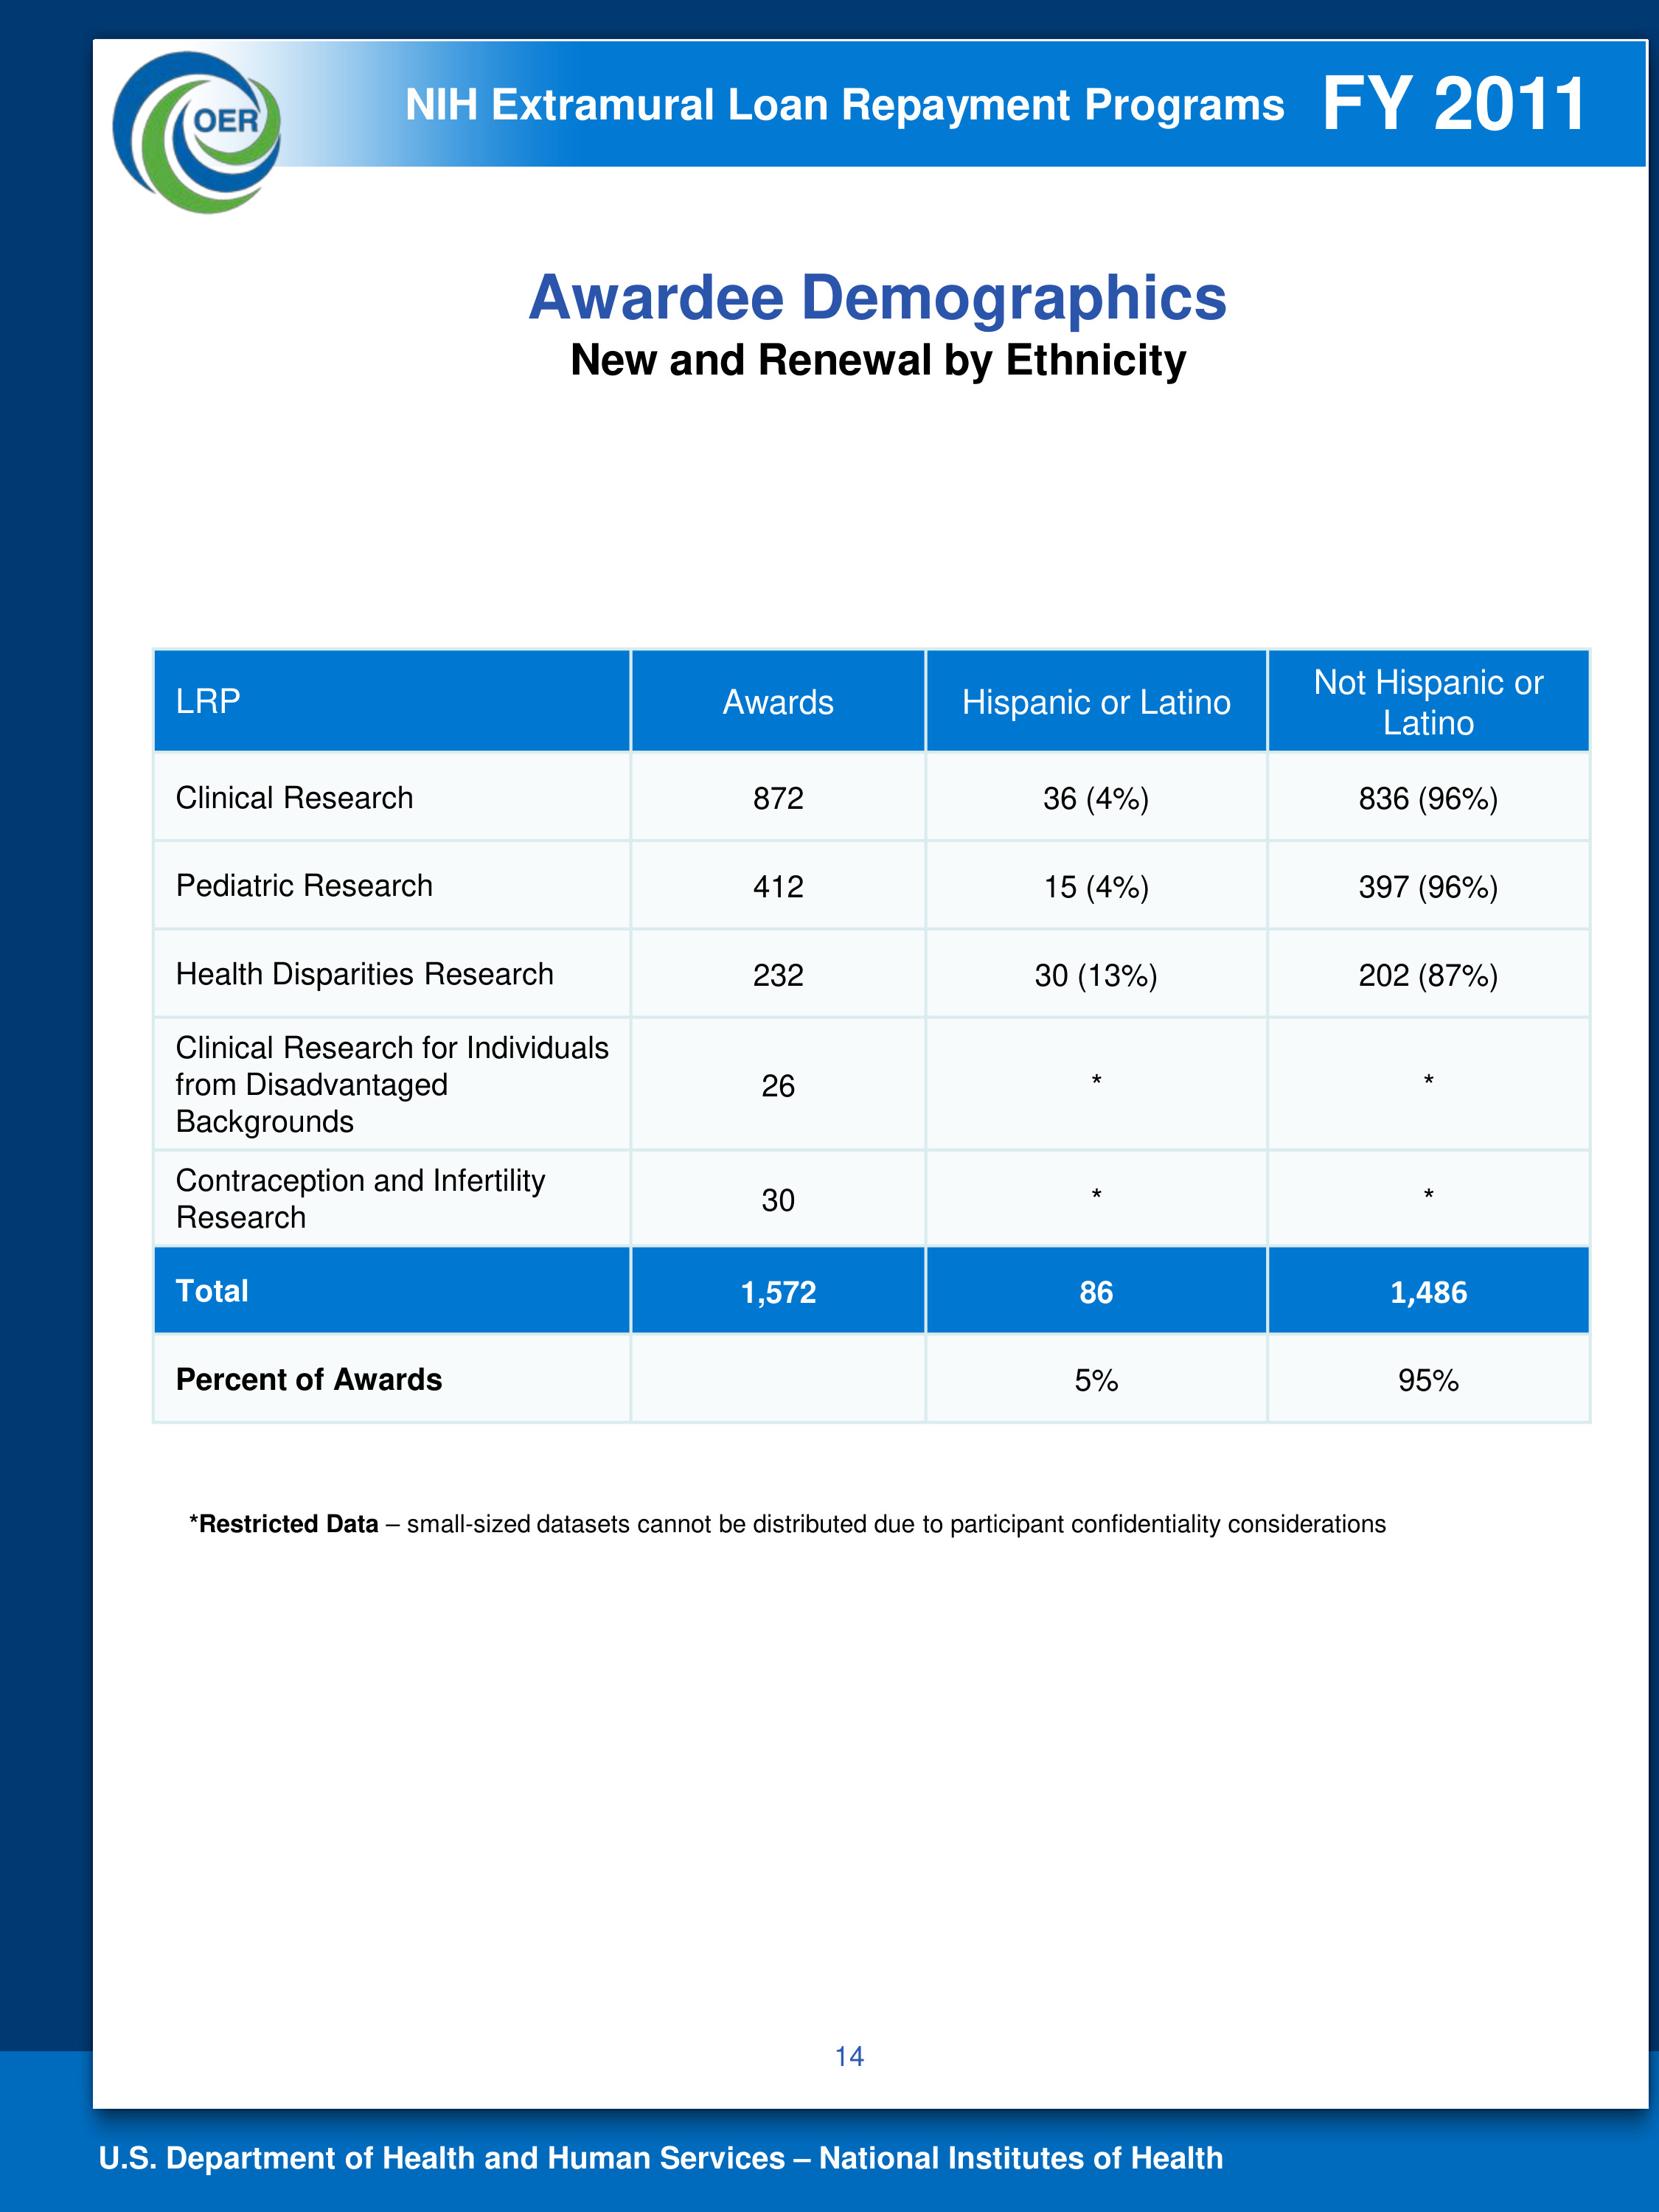 OER
NIH Extramural Loan Repayment Programs FY 2011
Awardee Demographics
New and Renewal by Ethnicity
LRP Awards Hispanic or Latino Not Hispanic or
Latino
Clinical Research 872 36 (4%) 836 (96%)
Pediatric Research 412 15 (4%) 397 (96%)
Health Disparities Research 232 30 (13%) 202 (87%)
Clinical Research for Individuals
from Disadvantaged
Backgrounds
26 * *
Contraception and Infertility
Research
30 * *
Total 1,572 86 1,486
Percent of Awards 5% 95%
*Restricted Data – small-sized datasets cannot be distributed due to participant confidentiality considerations
14
U.S. Department of Health and Human Services – National Institutes of Health